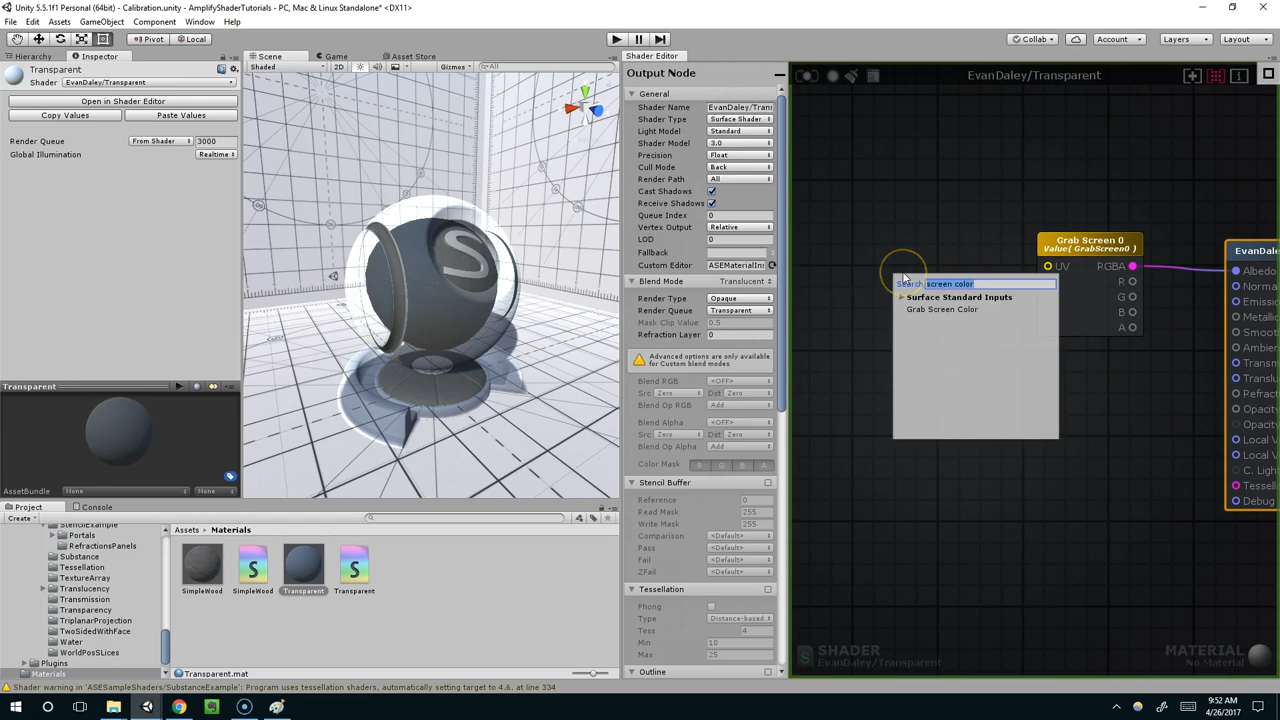 Unity 5.5.1f1 Personal (64bit) - Calibration.unity - AmplifyShaderTutorials - PC, Mac & Linux Standalone* <DX11>
File Edit Assets GameObject Component Window Help
Pivot Local Collab Account Layers Layout
Hierarchy Inspector Scene Game Asset Store Shader Editor
Transparent
Shader EvanDaley/Transparent
Open in Shader Editor
Copy Values Paste Values
Render Queue From Shader 3000
Global Illumination Realtime
Shaded 2D Gizmos All
Output Node
General
Shader Name EvanDaley/Trans
Shader Type Surface Shader
Light Model Standard
Shader Model 3.0
Precision Float
Cull Mode Back
Render Path All
Cast Shadows
Receive Shadows
Queue Index 0
Vertex Output Relative
LOD 0
Fallback
Custom Editor ASEMaterialIns
Blend Mode Translucent
Render Type Opaque
Render Queue Transparent
Mask Clip Value 0.5
Refraction Layer 0
Advanced options are only available
for Custom blend modes
Blend RGB <OFF>
Src Zero Dst Zero
Blend Op RGB Add
Blend Alpha <OFF>
Src Zero Dst Zero
Blend Op Alpha Add
Color Mask R G B A
Stencil Buffer
Reference 0
Read Mask 255
Write Mask 255
Comparison <Default>
Pass <Default>
Fail <Default>
ZFail <Default>
Tessellation
Phong
Type Distance-based
Tess 4
Min 10
Max 25
Outline
EvanDaley/Transparent
Grab Screen 0
Value( GrabScreen0 )
UV RGBA
R
G
B
A
Search screen color
Surface Standard Inputs
Grab Screen Color
EvanDale
Albedo
Norma
Emissi
Metalli
Smoot
Ambie
Transm
Translu
Refrac
Opacity
Opacity
Local V
Local V
C. Ligh
Tessell
Debug
SHADER
EvanDaley/Transparent
MATERIAL
No Material
Transparent
AssetBundle None None
Project Console
Create
StencilExample
Portals
RefractionsPanels
Substance
Tessellation
TextureArray
Translucency
Transmission
Transparency
TriplanarProjection
TwoSidedWithFace
Water
WorldPosSLices
Plugins
Materials
Assets Materials
SimpleWood SimpleWood Transparent Transparent
Transparent.mat
Shader warning in 'ASESampleShaders/SubstanceExample': Program uses tessellation shaders, automatically setting target to 4.6. at line 334
9:52 AM
4/26/2017